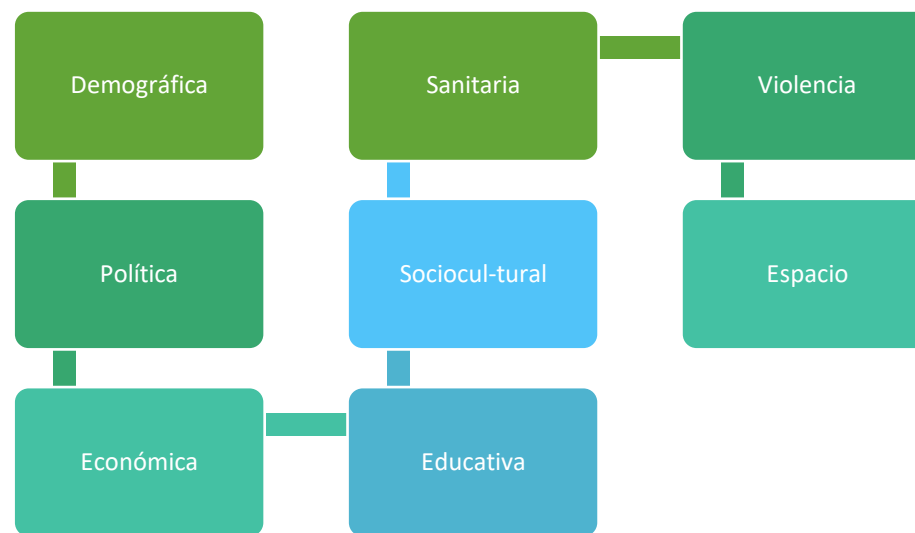 Demográfica
Política
Económica
Educativa
Sociocul-tural
Sanitaria
Violencia
Espacio